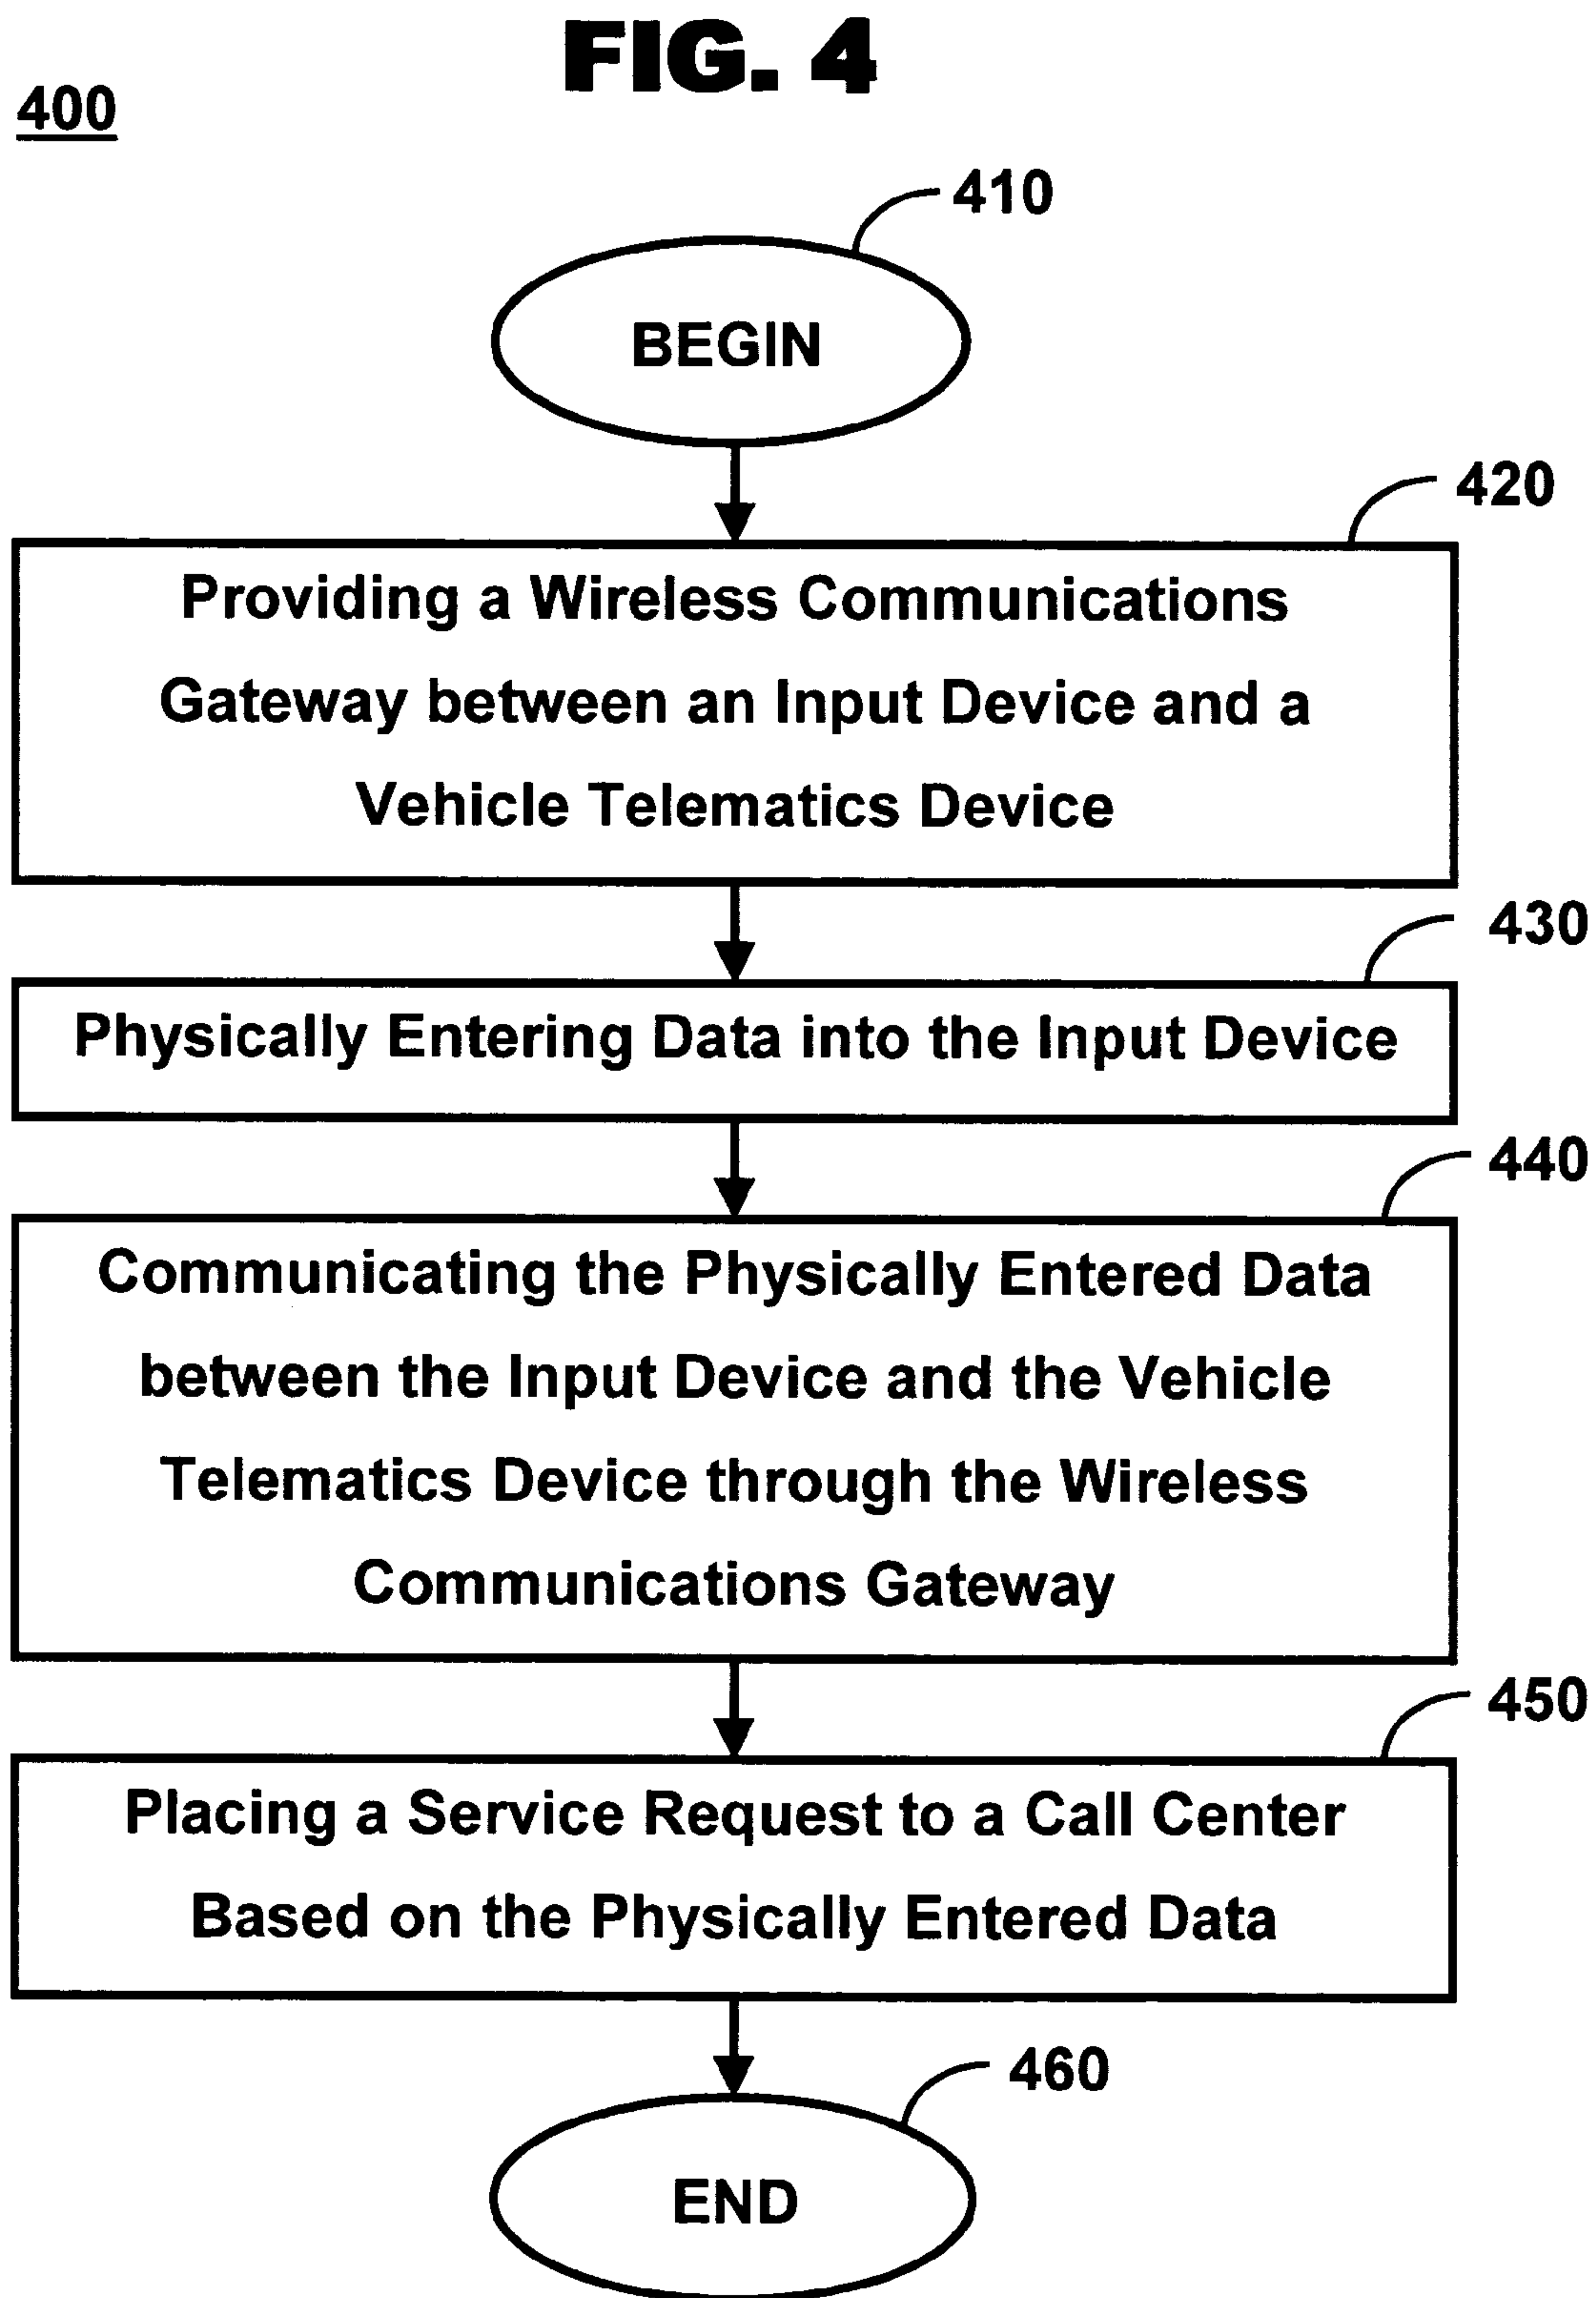 FIG. 4
400
410
BEGIN
420
Providing a Wireless Communications
Gateway between an Input Device and a
Vehicle Telematics Device
430
Physically Entering Data into the Input Device
440
Communicating the Physically Entered Data
between the Input Device and the Vehicle
Telematics Device through the Wireless
Communications Gateway
450
Placing a Service Request to a Call Center
Based on the Physically Entered Data
460
END